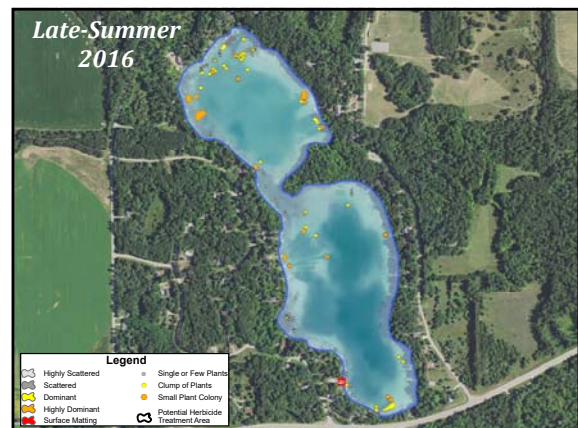 Late-Summer
2016
Legend
Highly Scattered
Scattered
Dominant
Highly Dominant
Surface Matting
Single or Few Plants
Clump of Plants
Small Plant Colony
Potential Herbicide
Treatment Area